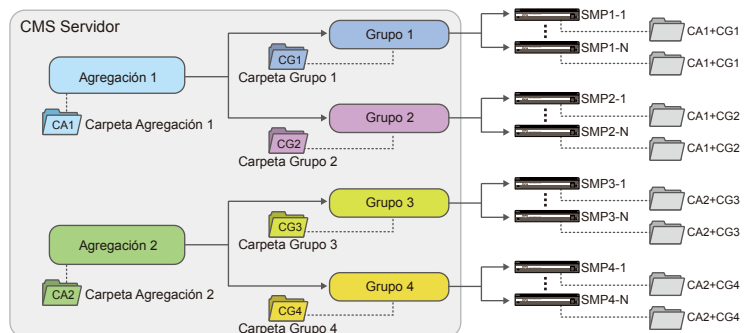 CMS Servidor
Agregación 1
CA1
Carpeta Agregación 1
Grupo 1
CG1
Carpeta Grupo 1
Grupo 2
CG2
Carpeta Grupo 2
Agregación 2
CA2
Carpeta Agregación 2
Grupo 3
CG3
Carpeta Grupo 3
Grupo 4
CG4
Carpeta Grupo 4
SMP1-1
CA1+CG1
SMP1-N
CA1+CG1
SMP2-1
CA1+CG2
SMP2-N
CA1+CG2
SMP3-1
CA2+CG3
SMP3-N
CA2+CG3
SMP4-1
CA2+CG4
SMP4-N
CA2+CG4